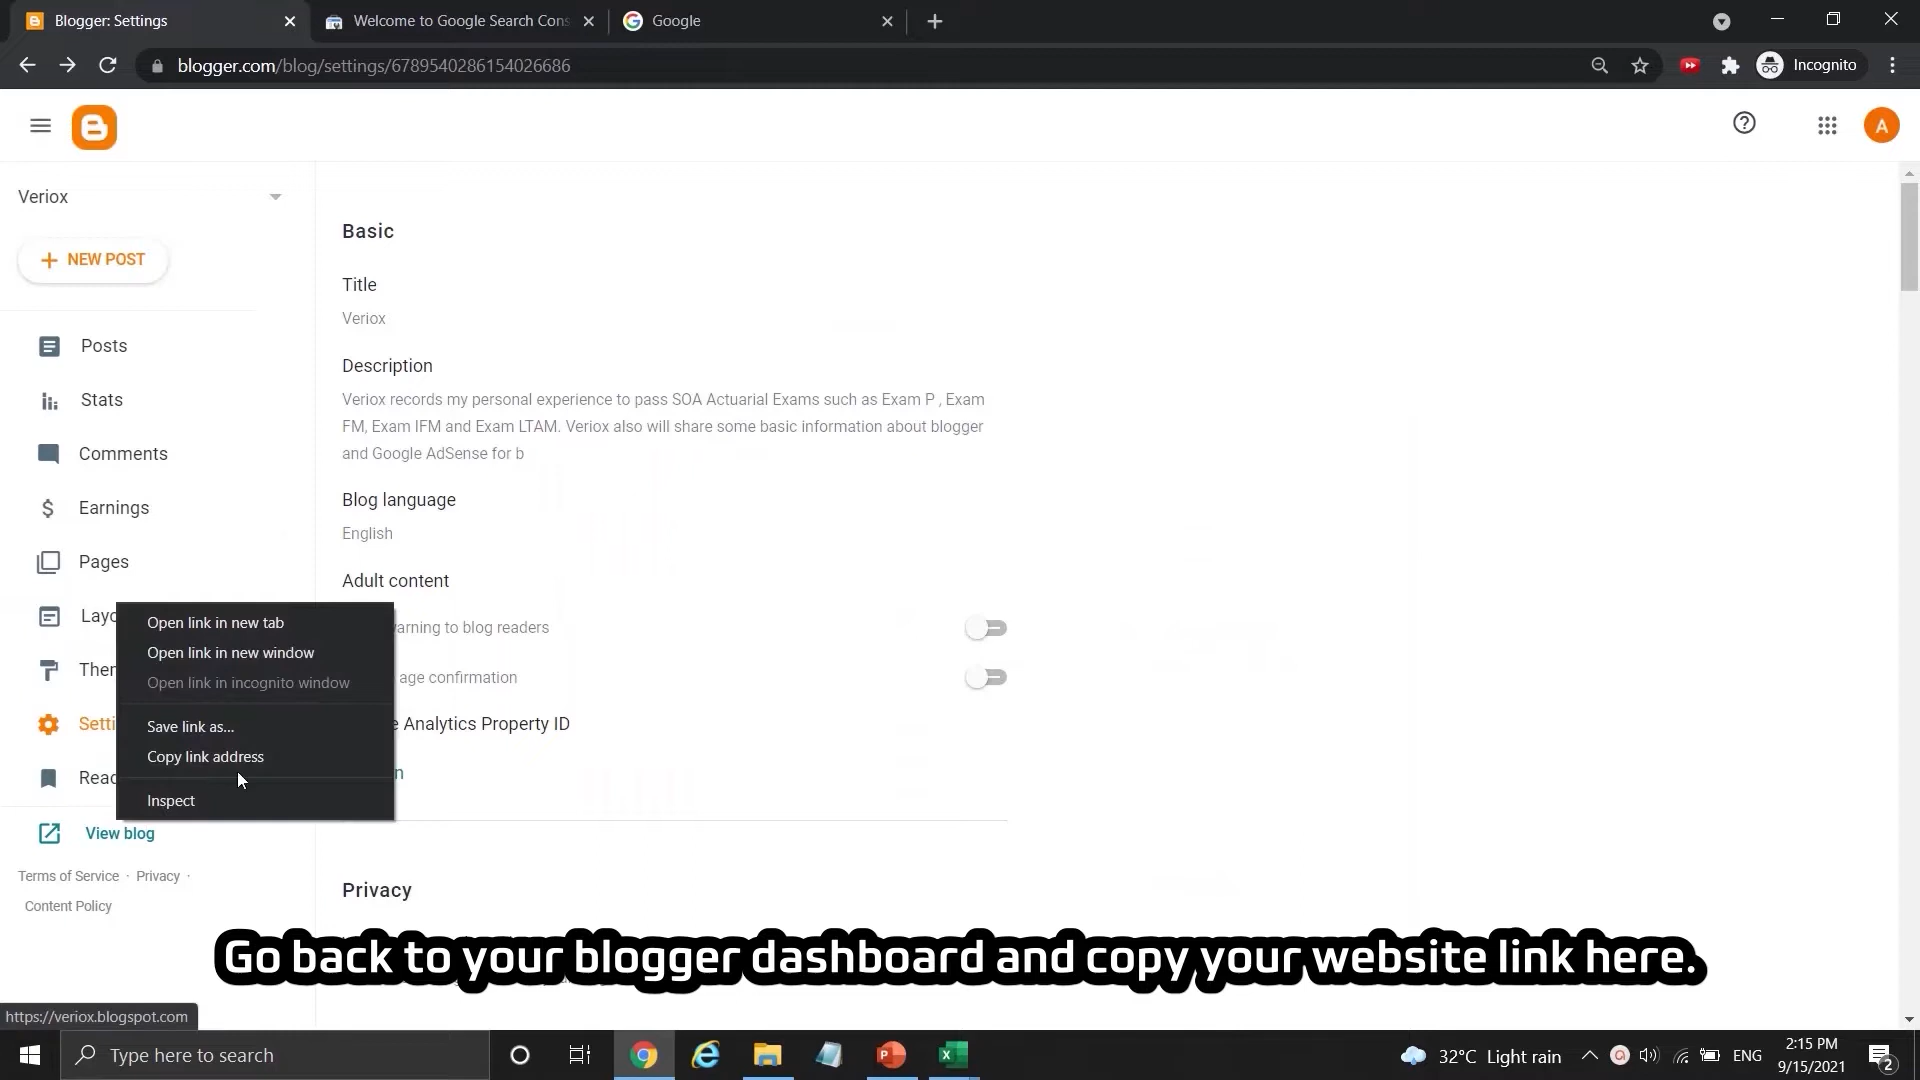 Blogger: Settings
Welcome to Google Search Cons
Google
blogger.com/blog/settings/6789540286154026686
Incognito
A
Veriox
NEW POST
Posts
Stats
Comments
Earnings
Pages
Layo
Them
Setti
Read
View blog
Terms of Service · Privacy ·
Content Policy
Basic
Title
Veriox
Description
Veriox records my personal experience to pass SOA Actuarial Exams such as Exam P , Exam
FM, Exam IFM and Exam LTAM. Veriox also will share some basic information about blogger
and Google AdSense for b
Blog language
English
Adult content
warning to blog readers
age confirmation
e Analytics Property ID
n
Privacy
Open link in new tab
Open link in new window
Open link in incognito window
Save link as...
Copy link address
Inspect
Go back to your blogger dashboard and copy your website link here.
https://veriox.blogspot.com
Type here to search
32°C Light rain
ENG
2:15 PM
9/15/2021
2